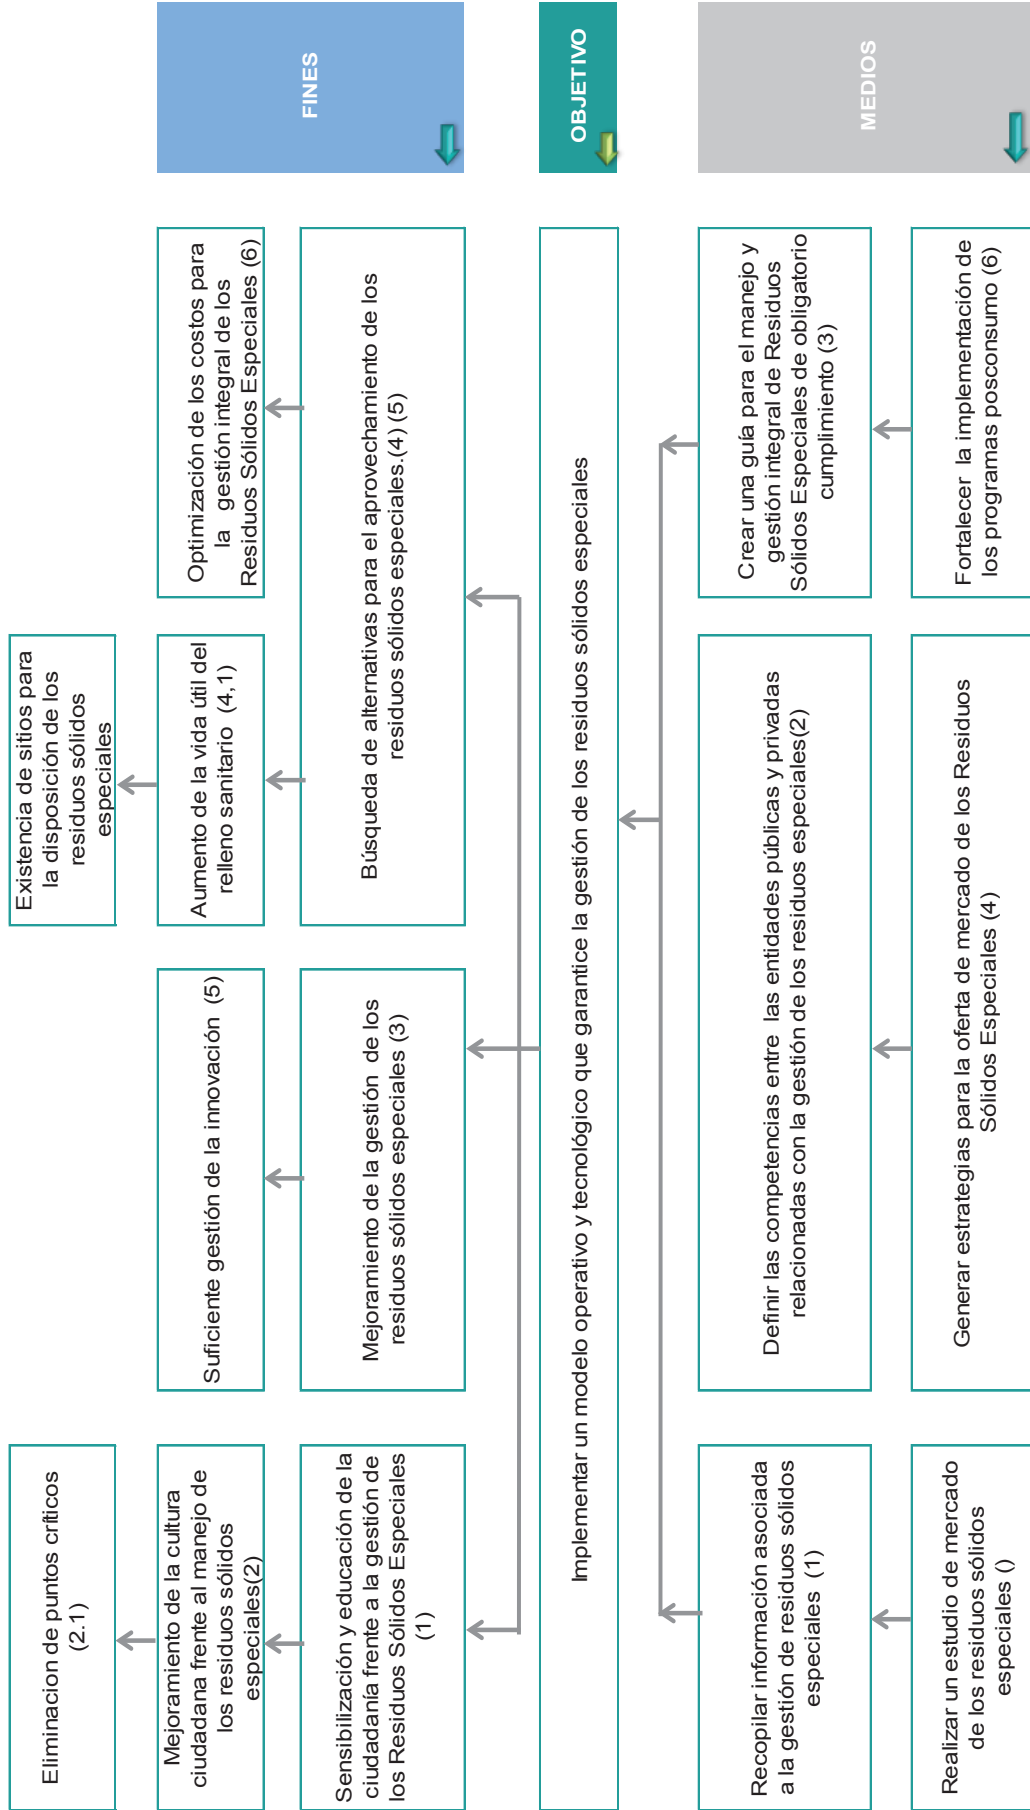 Eliminacion de puntos críticos
(2.1)
Existencia de sitios para
la disposición de los
residuos sólidos
especiales
Mejoramiento de la cultura
ciudadana frente al manejo de
los residuos sólidos
especiales(2)
Suficiente gestión de la innovación (5)
Aumento de la vida útil del
relleno sanitario (4,1)
Optimización de los costos para
la gestión integral de los
Residuos Sólidos Especiales (6)
FINES
Sensibilización y educación de la
ciudadanía frente a la gestión de
los Residuos Sólidos Especiales
(1)
Mejoramiento de la gestión de los
residuos sólidos especiales (3)
Búsqueda de alternativas para el aprovechamiento de los
residuos sólidos especiales.(4) (5)
Implementar un modelo operativo y tecnológico que garantice la gestión de los residuos sólidos especiales
OBJETIVO
Recopilar información asociada
a la gestión de residuos sólidos
especiales (1)
Definir las competencias entre las entidades públicas y privadas
relacionadas con la gestión de los residuos especiales(2)
Crear una guía para el manejo y
gestión integral de Residuos
Sólidos Especiales de obligatorio
cumplimiento (3)
MEDIOS
Realizar un estudio de mercado
de los residuos sólidos
especiales ()
Generar estrategias para la oferta de mercado de los Residuos
Sólidos Especiales (4)
Fortalecer la implementación de
los programas posconsumo (6)